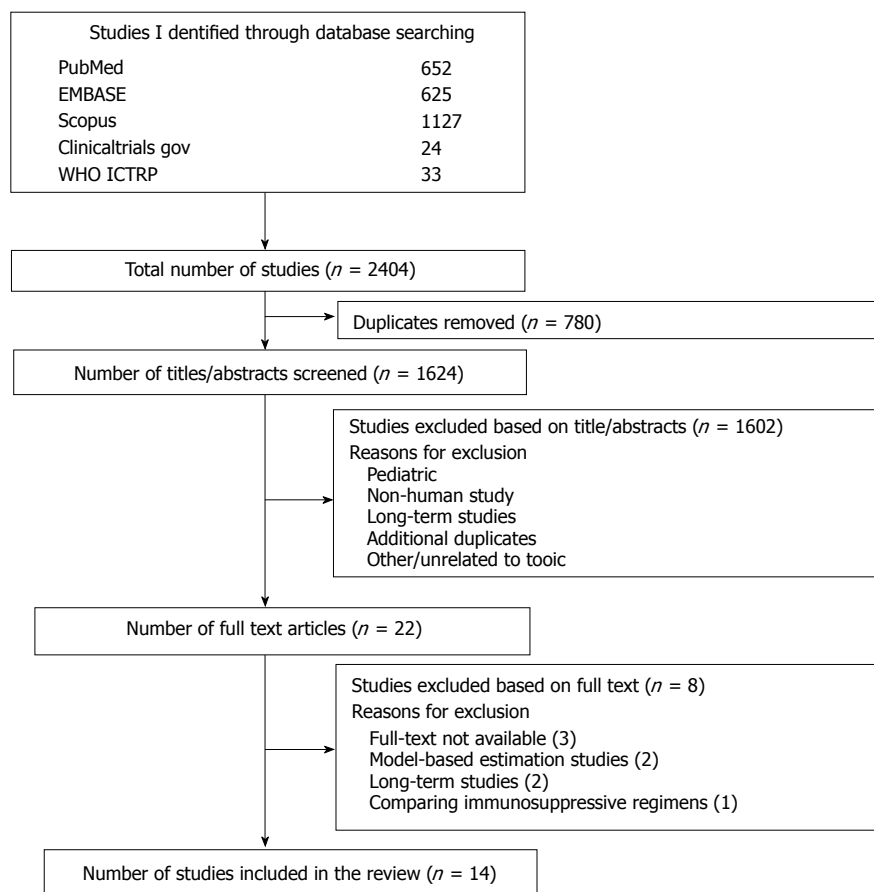 Studies I dentified through database searching
PubMed 652
EMBASE 625
Scopus 1127
Clinicaltrials gov 24
WHO ICTRP 33
Total number of studies (n = 2404)
Duplicates removed (n = 780)
Number of titles/abstracts screened (n = 1624)
Studies excluded based on title/abstracts (n = 1602)
Reasons for exclusion
Pediatric
Non-human study
Long-term studies
Additional duplicates
Other/unrelated to tooic
Number of full text articles (n = 22)
Studies excluded based on full text (n = 8)
Reasons for exclusion
Full-text not available (3)
Model-based estimation studies (2)
Long-term studies (2)
Comparing immunosuppressive regimens (1)
Number of studies included in the review (n = 14)